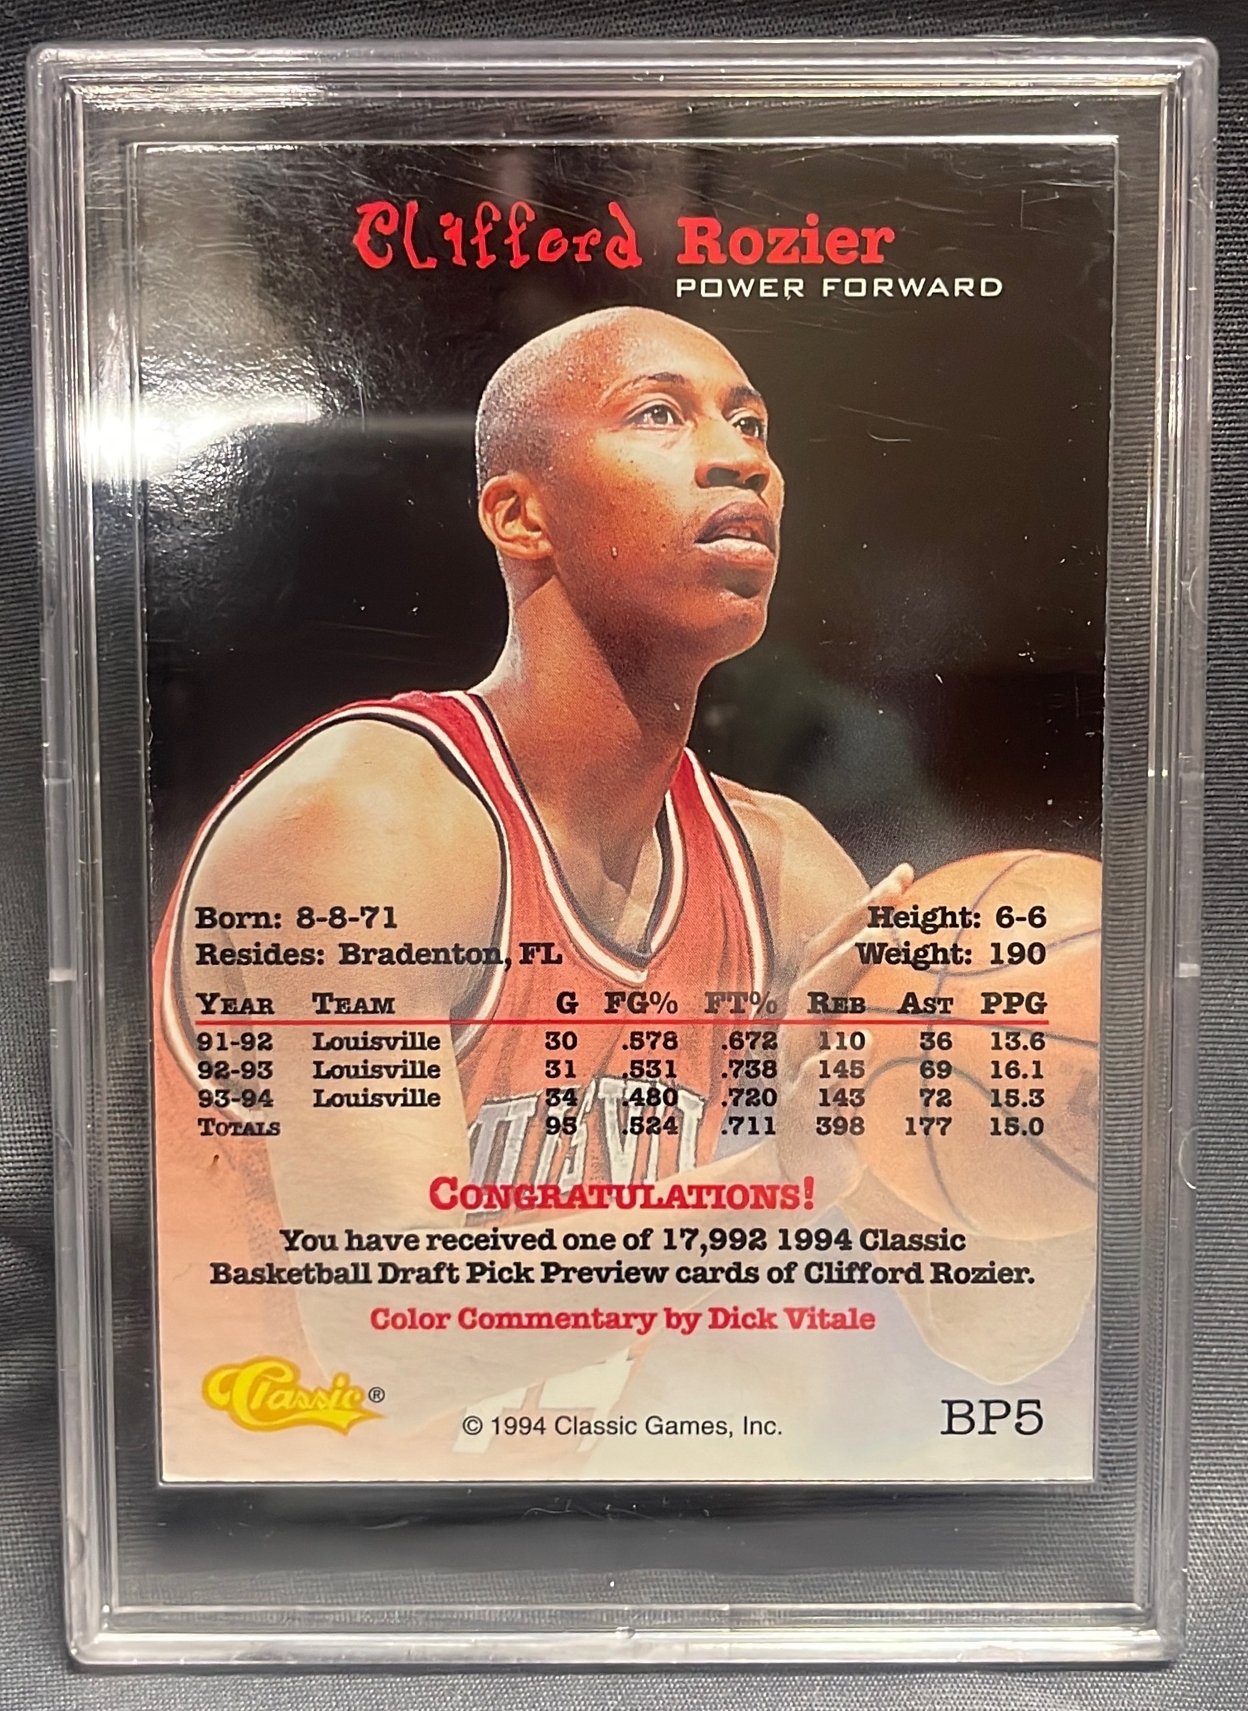 Clifford Rozier
POWER FORWARD
Born: 8-8-71 Height: 6-6
Resides: Bradenton, FL Weight: 190
YEAR TEAM G FG% FT% REB AST PPG
91-92 Louisville 30 .578 .672 110 36 13.6
92-93 Louisville 31 .531 .738 145 69 16.1
93-94 Louisville 34 .480 .720 143 72 15.3
TOTALS 95 .524 .711 398 177 15.0
CONGRATULATIONS!
You have received one of 17,992 1994 Classic
Basketball Draft Pick Preview cards of Clifford Rozier.
Color Commentary by Dick Vitale
Classic®
© 1994 Classic Games, Inc.
BP5